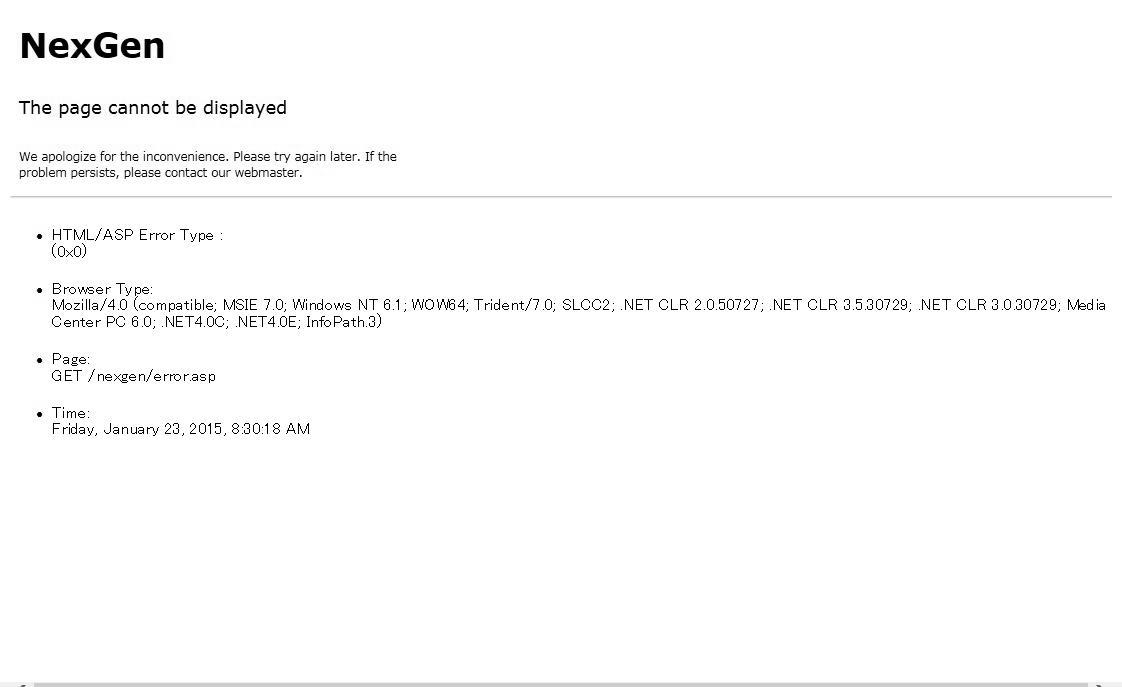 NexGen
The page cannot be displayed
We apologize for the inconvenience. Please try again later. If the
problem persists, please contact our webmaster.
HTML/ASP Error Type :
(0x0)
Browser Type:
Mozilla/4.0 (compatible; MSIE 7.0; Windows NT 6.1; WOW64; Trident/7.0; SLCC2; .NET CLR 2.0.50727; .NET CLR 3.5.30729; .NET CLR 3.0.30729; Media
Center PC 6.0; .NET4.0C; .NET4.0E; InfoPath.3)
Page:
GET /nexgen/error.asp
Time:
Friday, January 23, 2015, 8:30:18 AM